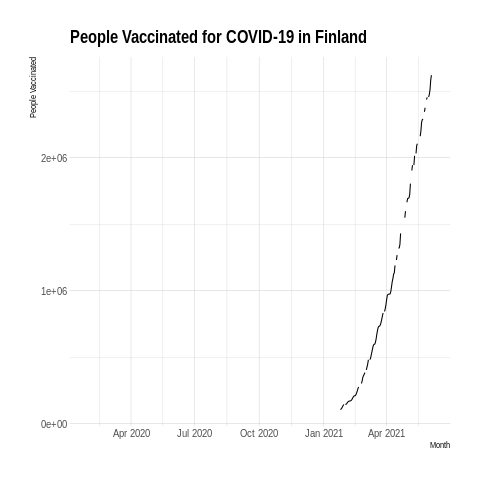 People Vaccinated for COVID-19 in Finland
People Vaccinated
2e+06
1e+06
0e+00
Apr 2020 Jul 2020 Oct 2020 Jan 2021 Apr 2021
Month